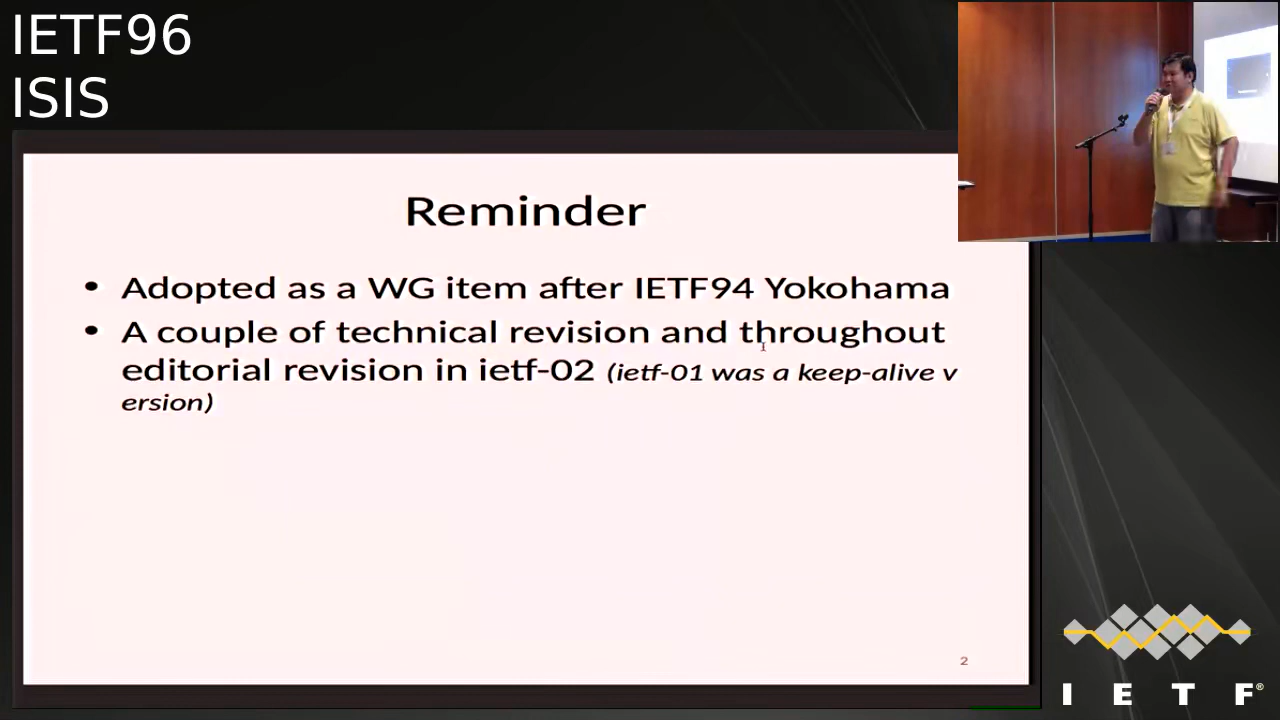 IETF96
ISIS
Reminder
• Adopted as a WG item after IETF94 Yokohama
• A couple of technical revision and throughout
editorial revision in ietf-02 (ietf-01 was a keep-alive v
ersion)
2
I E T F®